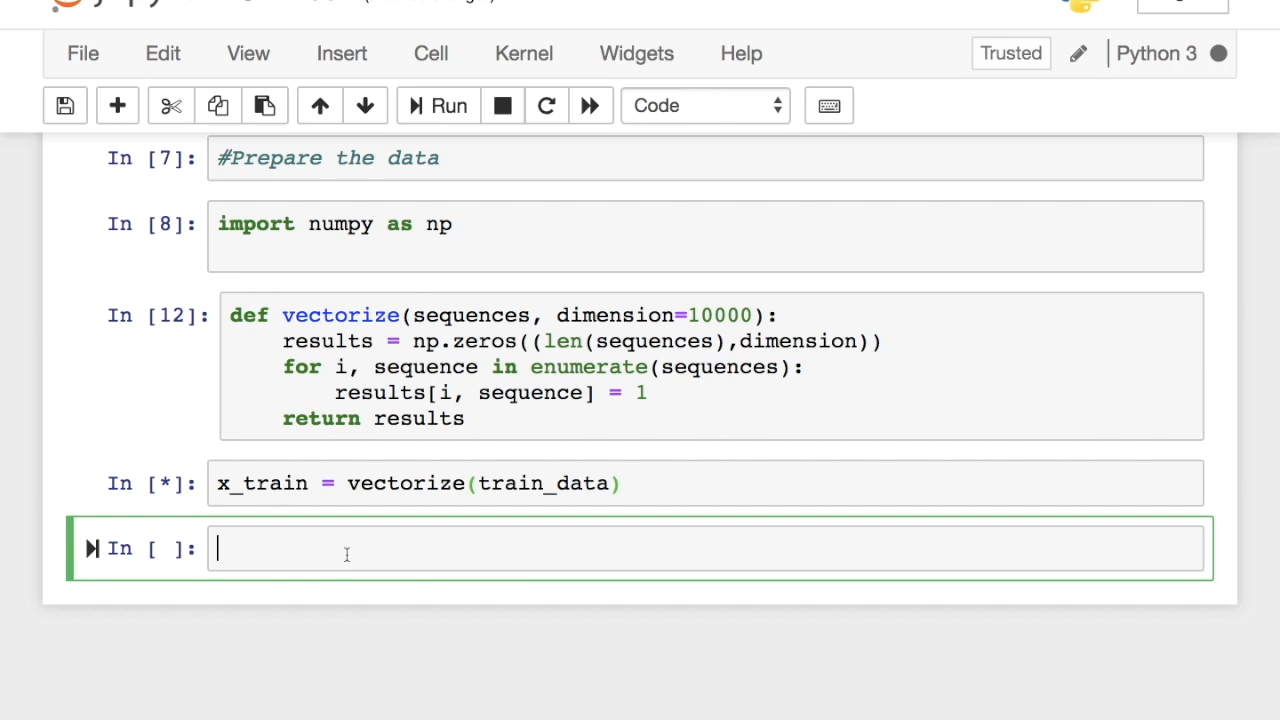 File Edit View Insert Cell Kernel Widgets Help Trusted Python 3
Run Code
In [7]: #Prepare the data
In [8]: import numpy as np
In [12]: def vectorize(sequences, dimension=10000):
results = np.zeros((len(sequences),dimension))
for i, sequence in enumerate(sequences):
results[i, sequence] = 1
return results
In [*]: x_train = vectorize(train_data)
In [ ]: